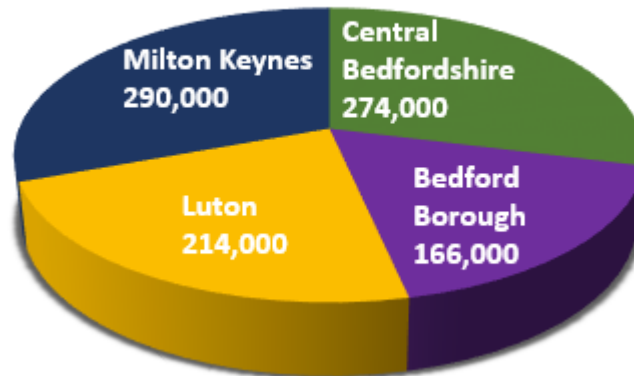 Milton Keynes
290,000
Central
Bedfordshire
274,000
Luton
214,000
Bedford
Borough
166,000